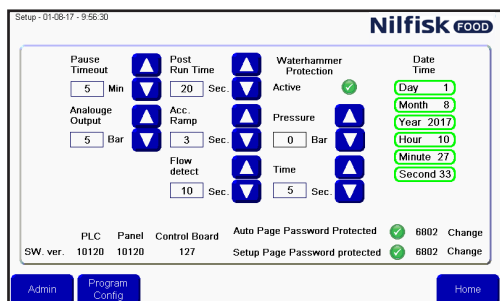 Setup - 01-08-17 - 9:56:30
Nilfisk FOOD
Pause Timeout
5 Min
Post Run Time
20 Sec.
Waterhammer Protection
Active
Date Time
Day 1
Month 8
Year 2017
Hour 10
Minute 27
Second 33
Analouge Output
5 Bar
Acc. Ramp
3 Sec.
Pressure
0 Bar
Flow detect
10 Sec.
Time
5 Sec.
Auto Page Password Protected 6802 Change
PLC Panel Control Board
SW. ver. 10120 10120 127
Setup Page Password protected 6802 Change
Admin
Program Config
Home